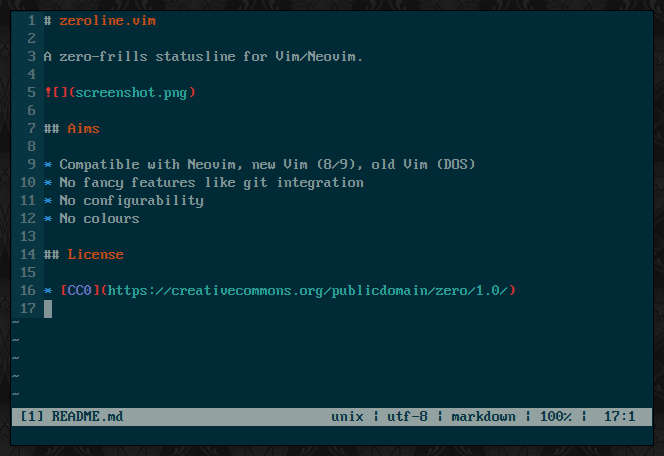 1 # zeroline.vim
2
3 A zero-frills statusline for Vim/Neovim.
4
5 ![](screenshot.png)
6
7 ## Aims
8
9 * Compatible with Neovim, new Vim (8/9), old Vim (DOS)
10 * No fancy features like git integration
11 * No configurability
12 * No colours
13
14 ## License
15
16 * [CC0](https://creativecommons.org/publicdomain/zero/1.0/)
17
~
~
~
~
~
[1] README.md unix ¦ utf-8 ¦ markdown ¦ 100% ¦ 17:1